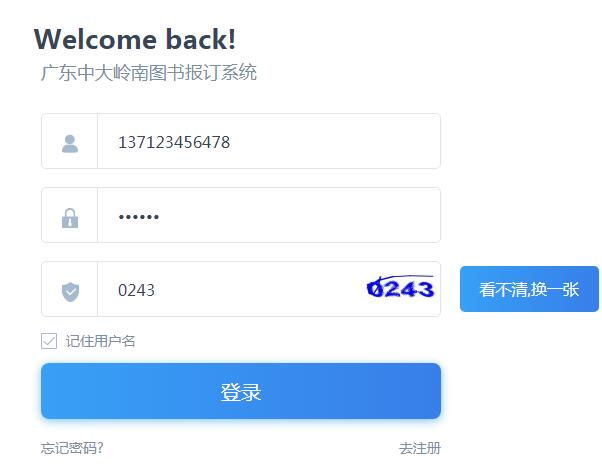 Welcome back!
广东中大岭南图书报订系统
137123456478
••••••
0243
0243
看不清,换一张
记住用户名
登录
忘记密码?
去注册